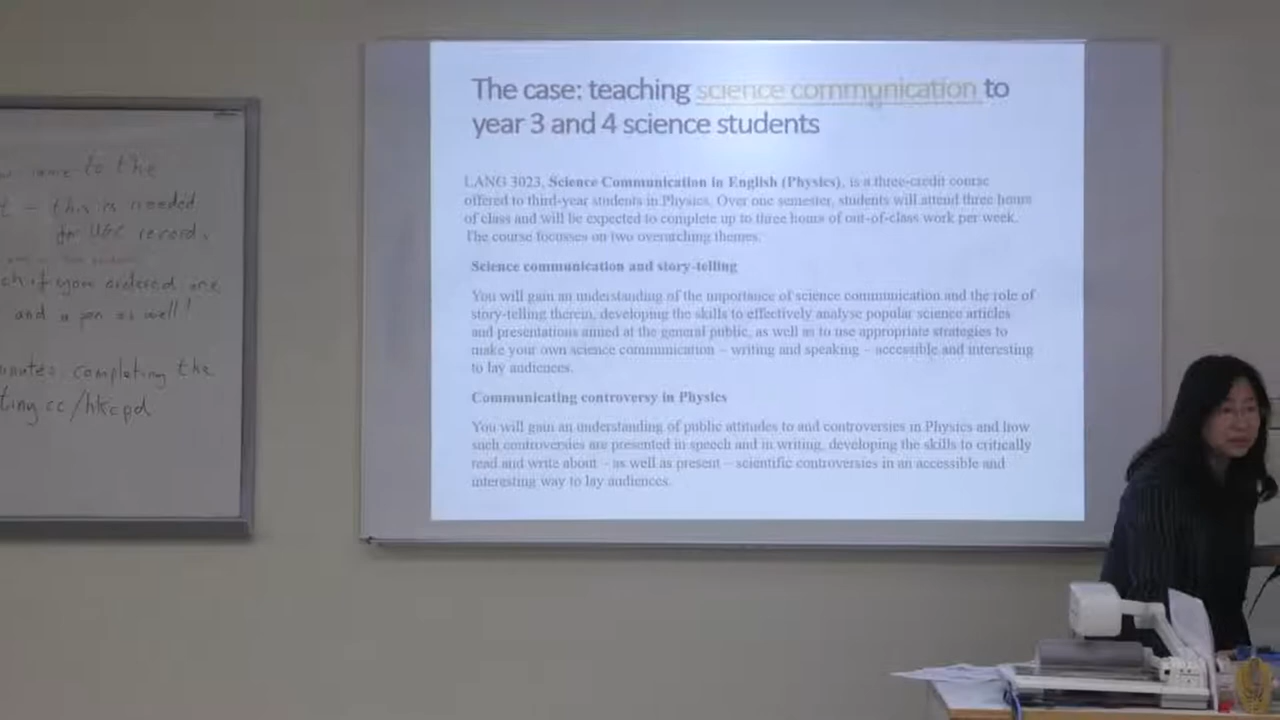 to the
t - this is needed
for UGC records
ch if you ordered one
and a pen as well!
minutes completing the
tiny.cc/hkcpd
The case: teaching science communication to
year 3 and 4 science students
LANG 3023, Science Communication in English (Physics), is a three-credit course
offered to third-year students in Physics. Over one semester, students will attend three hours
of class and will be expected to complete up to three hours of out-of-class work per week.
The course focusses on two overarching themes.
Science communication and story-telling
You will gain an understanding of the importance of science communication and the role of
story-telling therein, developing the skills to effectively analyse popular science articles
and presentations aimed at the general public, as well as to use appropriate strategies to
make your own science communication – writing and speaking – accessible and interesting
to lay audiences.
Communicating controversy in Physics
You will gain an understanding of public attitudes to and controversies in Physics and how
such controversies are presented in speech and in writing, developing the skills to critically
read and write about – as well as present – scientific controversies in an accessible and
interesting way to lay audiences.